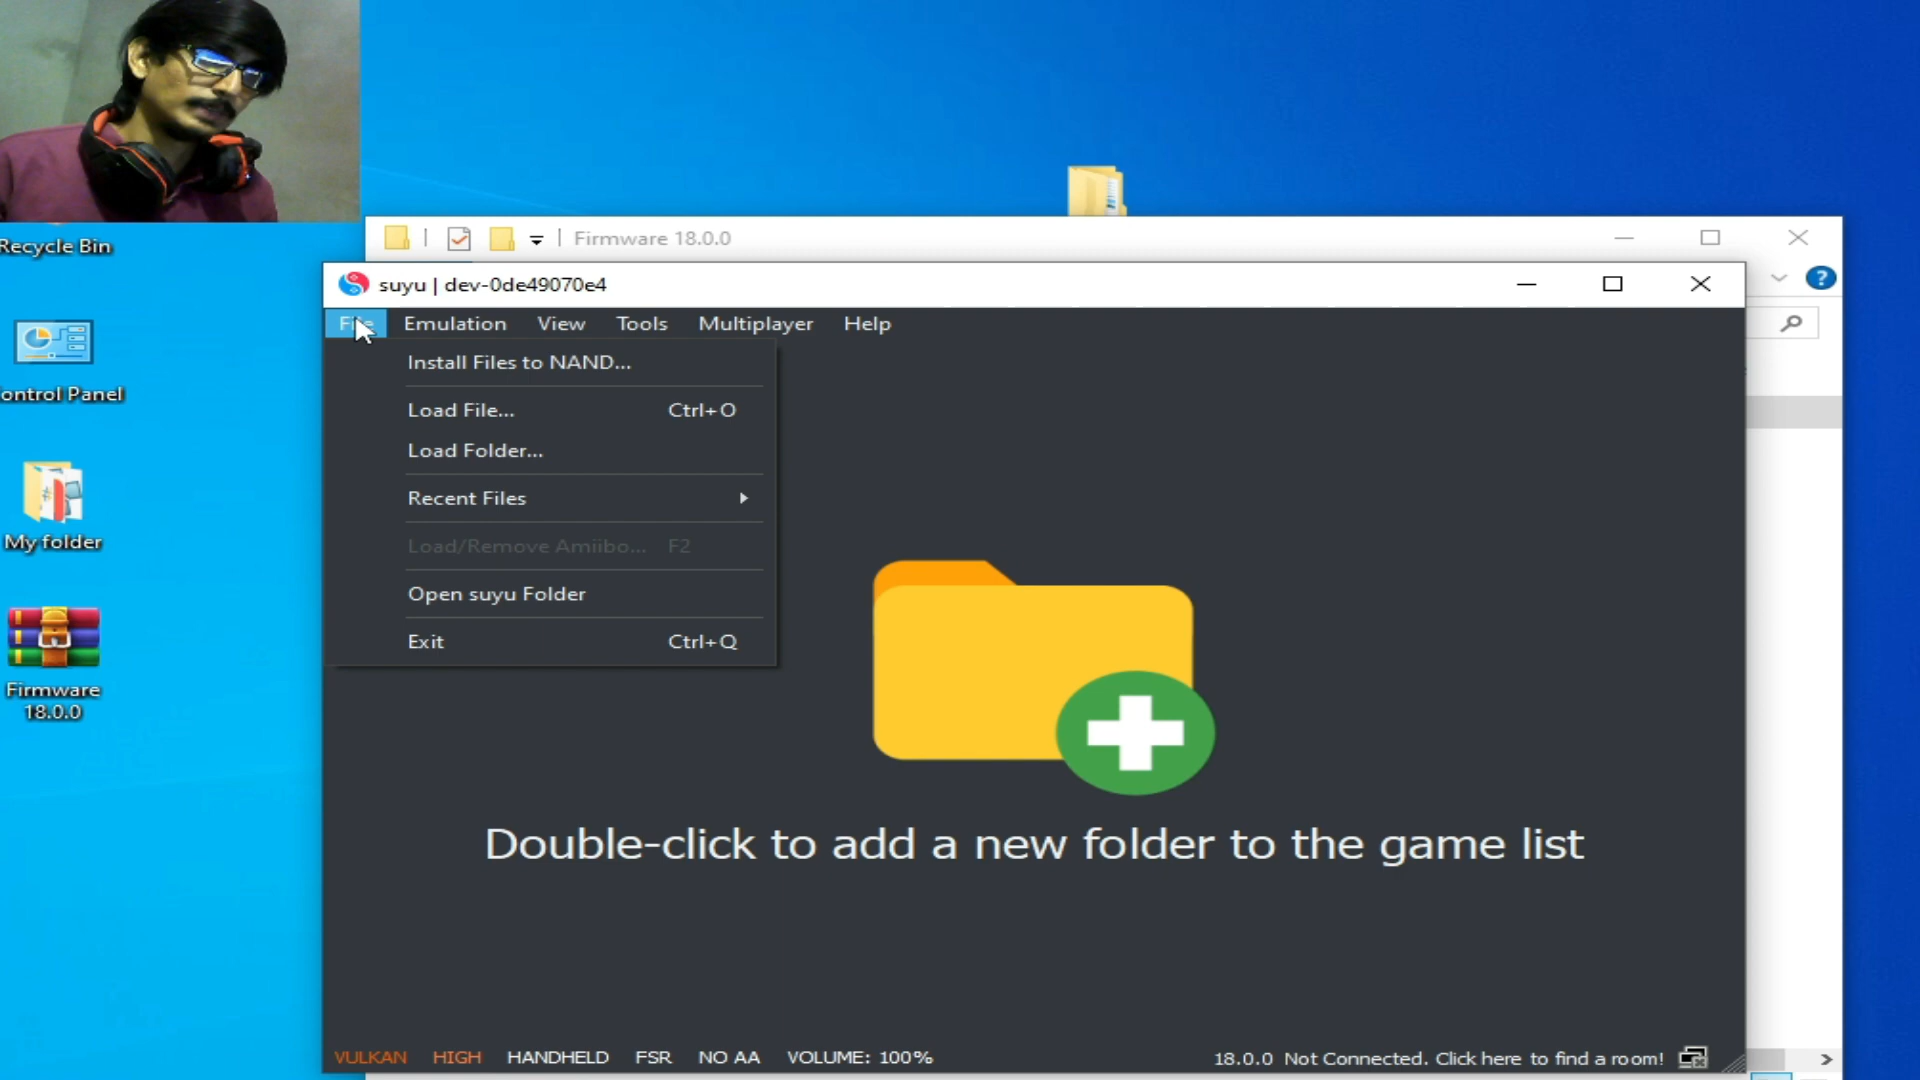 Recycle Bin
ontrol Panel
My folder
Firmware
18.0.0
Firmware 18.0.0
suyu | dev-0de49070e4
File Emulation View Tools Multiplayer Help
Install Files to NAND...
Load File... Ctrl+O
Load Folder...
Recent Files
Load/Remove Amiibo... F2
Open suyu Folder
Exit Ctrl+Q
Double-click to add a new folder to the game list
VULKAN HIGH HANDHELD FSR NO AA VOLUME: 100%
18.0.0 Not Connected. Click here to find a room!